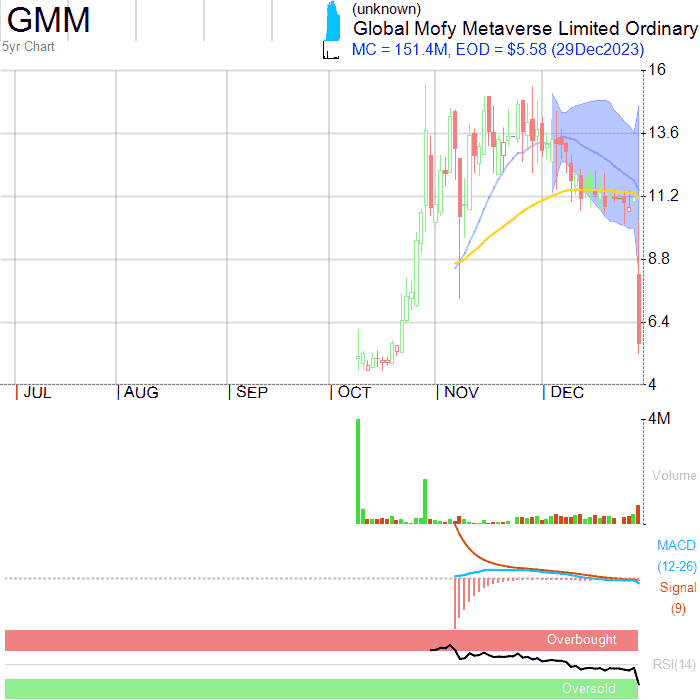 GMM
5yr Chart
(unknown)
Global Mofy Metaverse Limited Ordinary
MC = 151.4M, EOD = $5.58 (29Dec2023)
16
13.6
11.2
8.8
6.4
4
JUL AUG SEP OCT NOV DEC
4M
Volume
MACD
(12-26)
Signal
(9)
Overbought
RSI(14)
Oversold